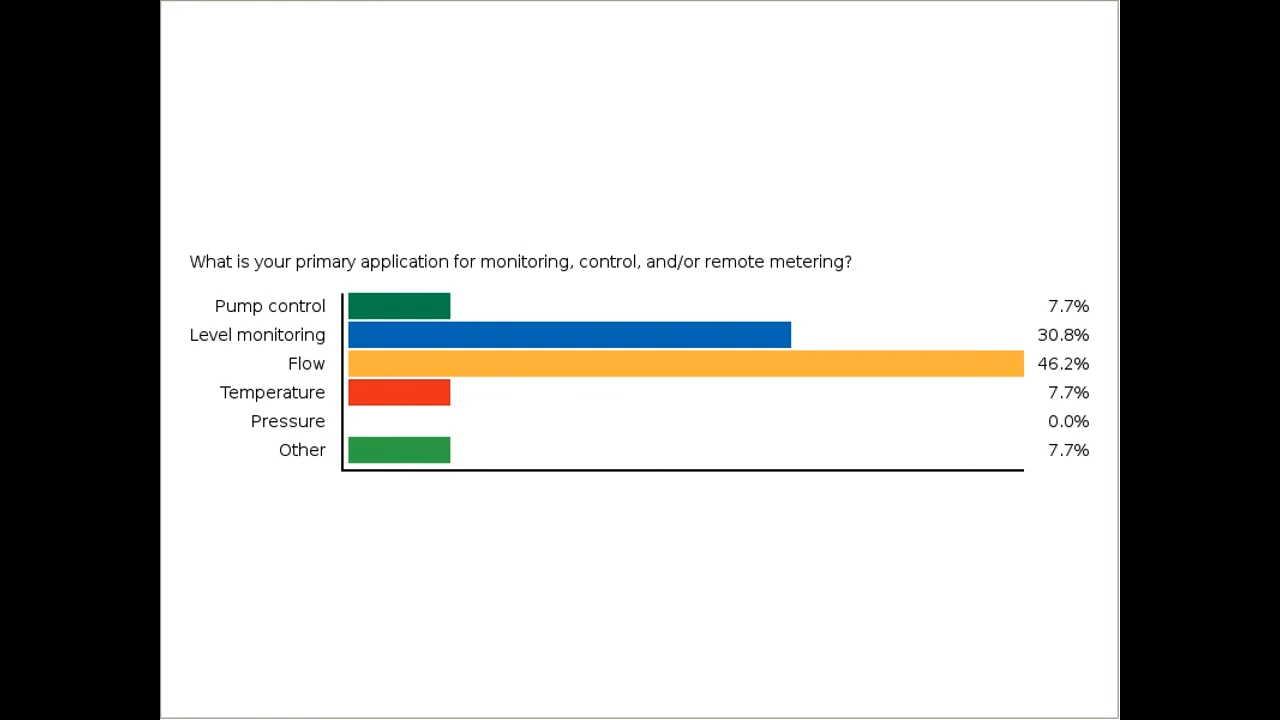 What is your primary application for monitoring, control, and/or remote metering?
Pump control 7.7%
Level monitoring 30.8%
Flow 46.2%
Temperature 7.7%
Pressure 0.0%
Other 7.7%